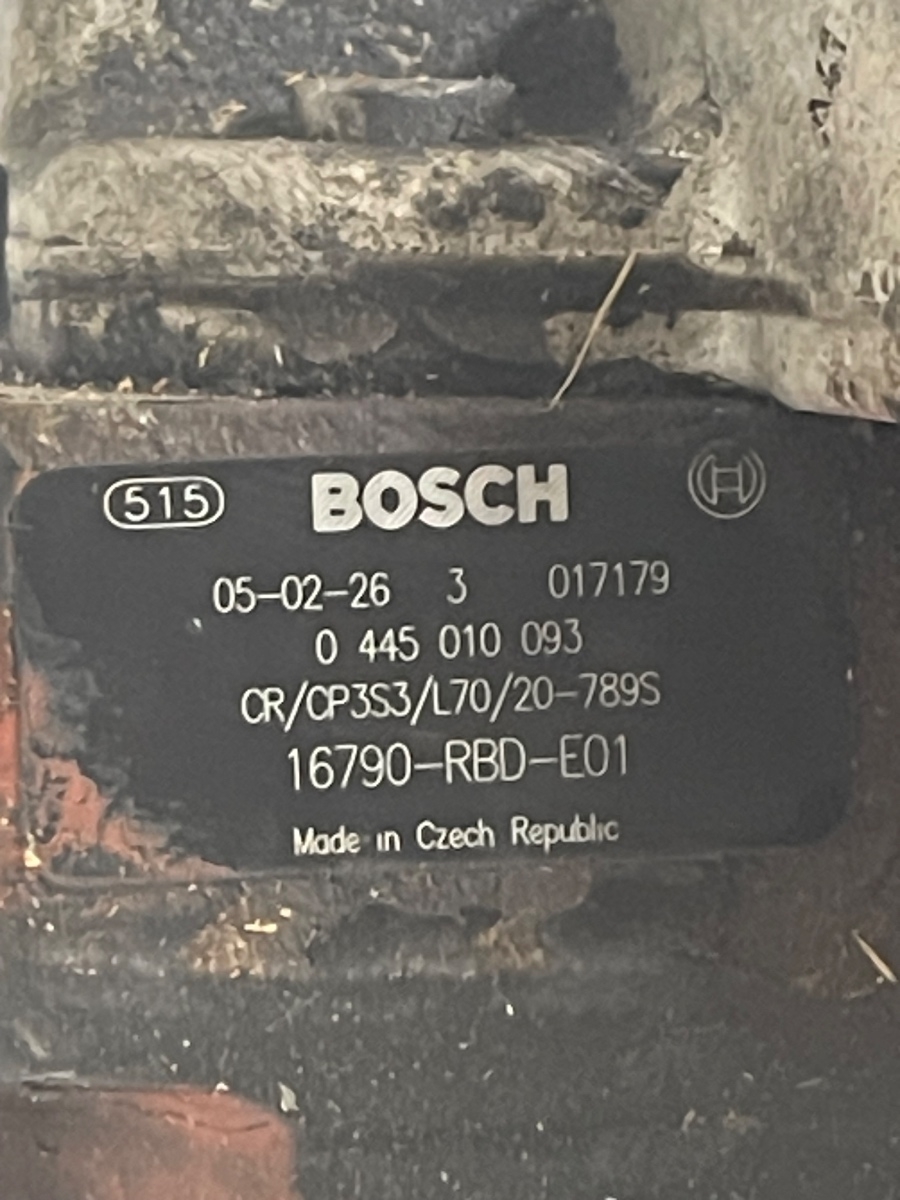 515 BOSCH
05-02-26 3 017179
0 445 010 093
CR/CP3S3/L70/20-789S
16790-RBD-E01
Made in Czech Republic